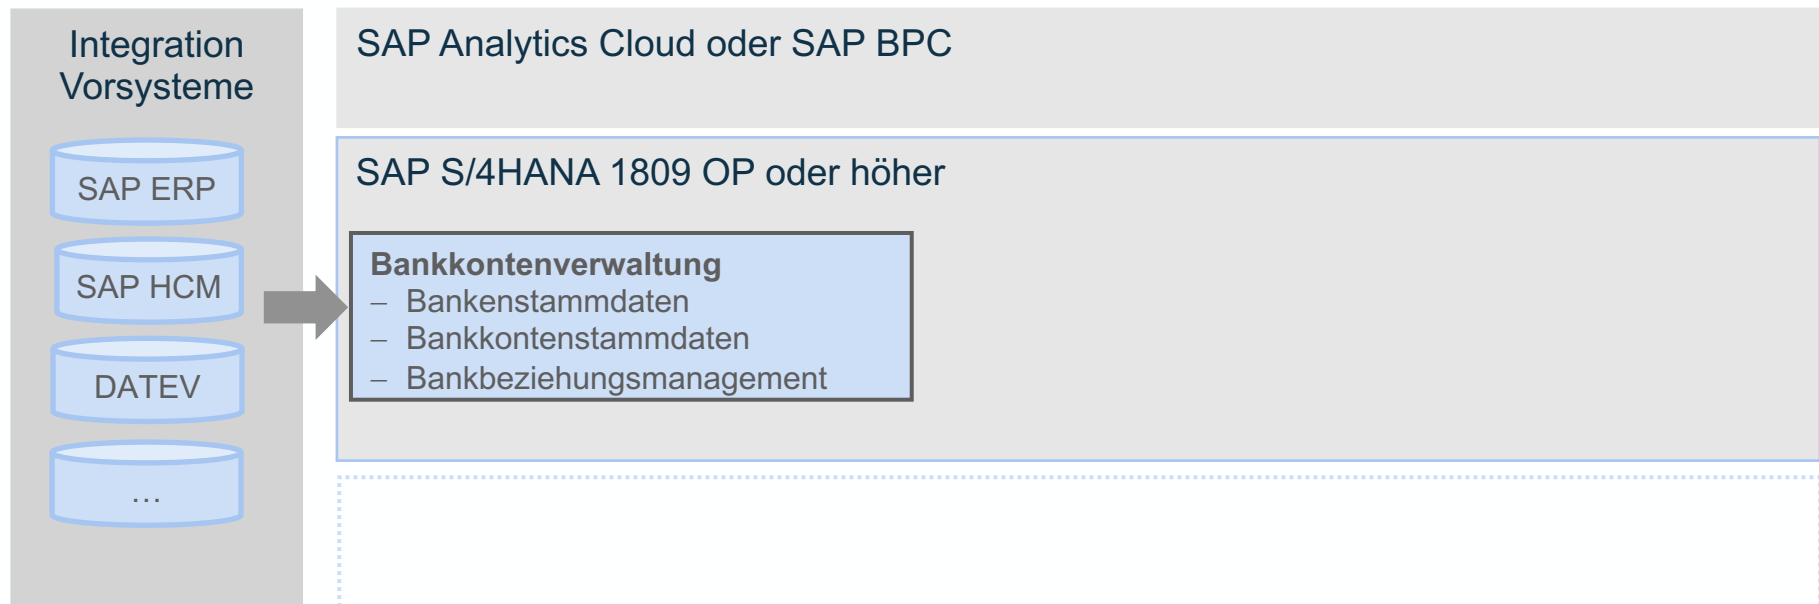 Integration
Vorsysteme
SAP ERP
SAP HCM
DATEV
…
SAP Analytics Cloud oder SAP BPC
SAP S/4HANA 1809 OP oder höher
Bankkontenverwaltung
– Bankenstammdaten
– Bankkontenstammdaten
– Bankbeziehungsmanagement